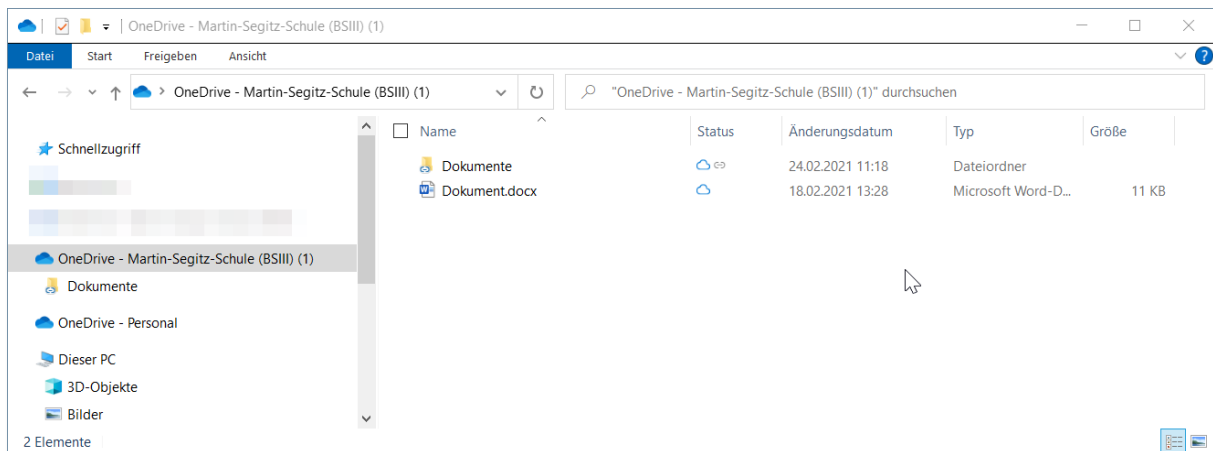 OneDrive - Martin-Segitz-Schule (BSIII) (1)
Datei Start Freigeben Ansicht
OneDrive - Martin-Segitz-Schule (BSIII) (1) "OneDrive - Martin-Segitz-Schule (BSIII) (1)" durchsuchen
Name Status Änderungsdatum Typ Größe
Schnellzugriff
Dokumente 24.02.2021 11:18 Dateiordner
Dokument.docx 18.02.2021 13:28 Microsoft Word-D... 11 KB
OneDrive - Martin-Segitz-Schule (BSIII) (1)
Dokumente
OneDrive - Personal
Dieser PC
3D-Objekte
Bilder
2 Elemente